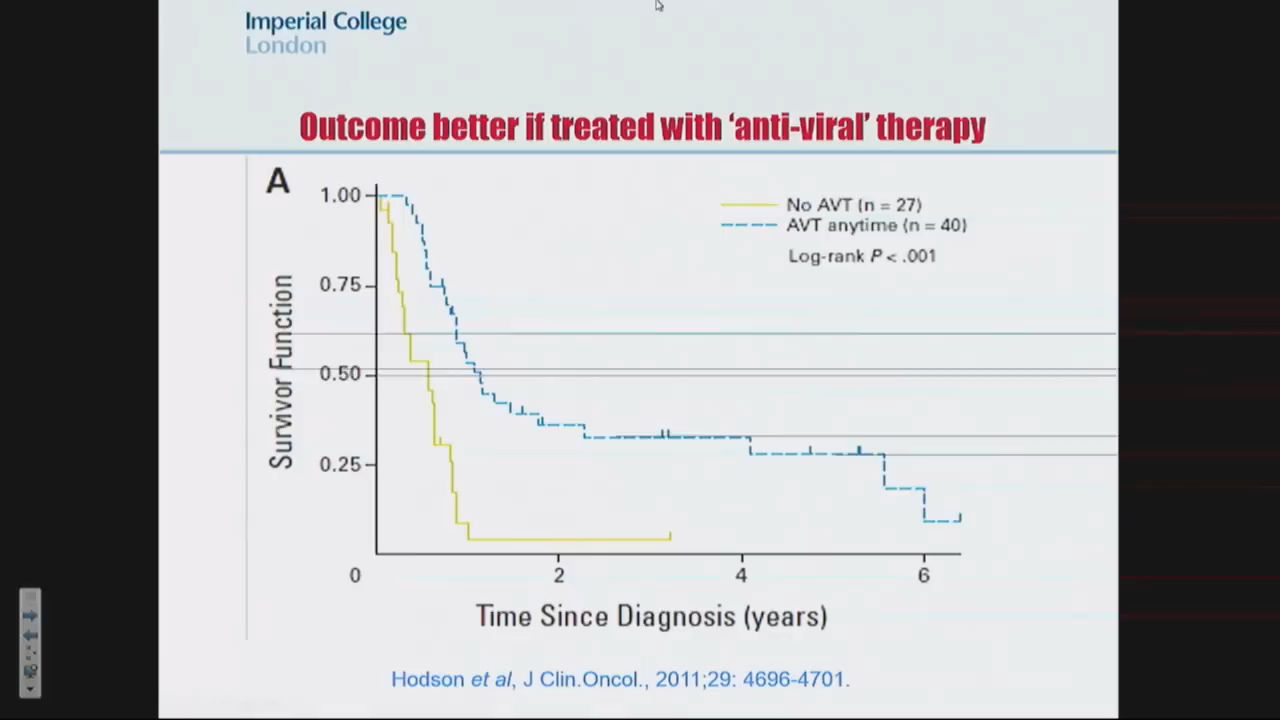 Imperial College
London
Outcome better if treated with ‘anti-viral’ therapy
A
1.00
0.75
0.50
0.25
Survivor Function
No AVT (n = 27)
AVT anytime (n = 40)
Log-rank P < .001
0 2 4 6
Time Since Diagnosis (years)
Hodson et al, J Clin.Oncol., 2011;29: 4696-4701.